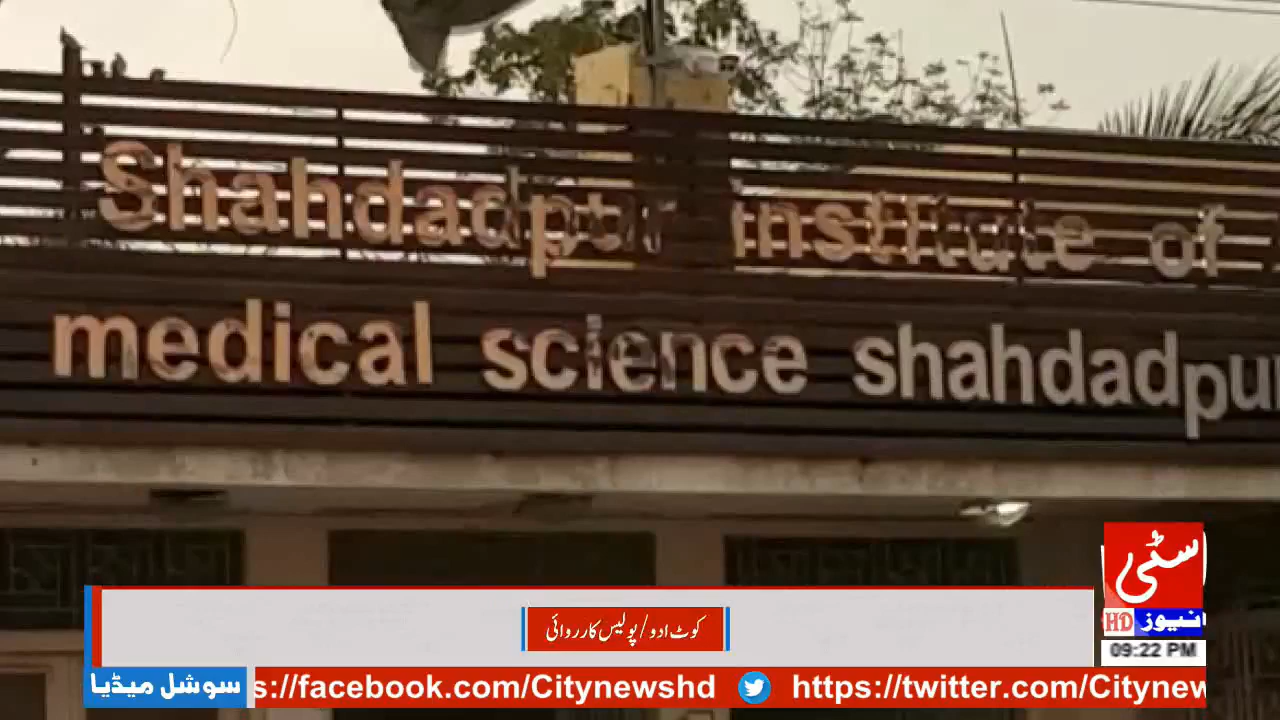 Shahdadpur institute of
medical science shahdadpur
سٹی
HD نیوز
کوٹ ادو / پولیس کارروائی
09:22 PM
سوشل میڈیا
s://facebook.com/Citynewshd
https://twitter.com/Citynew